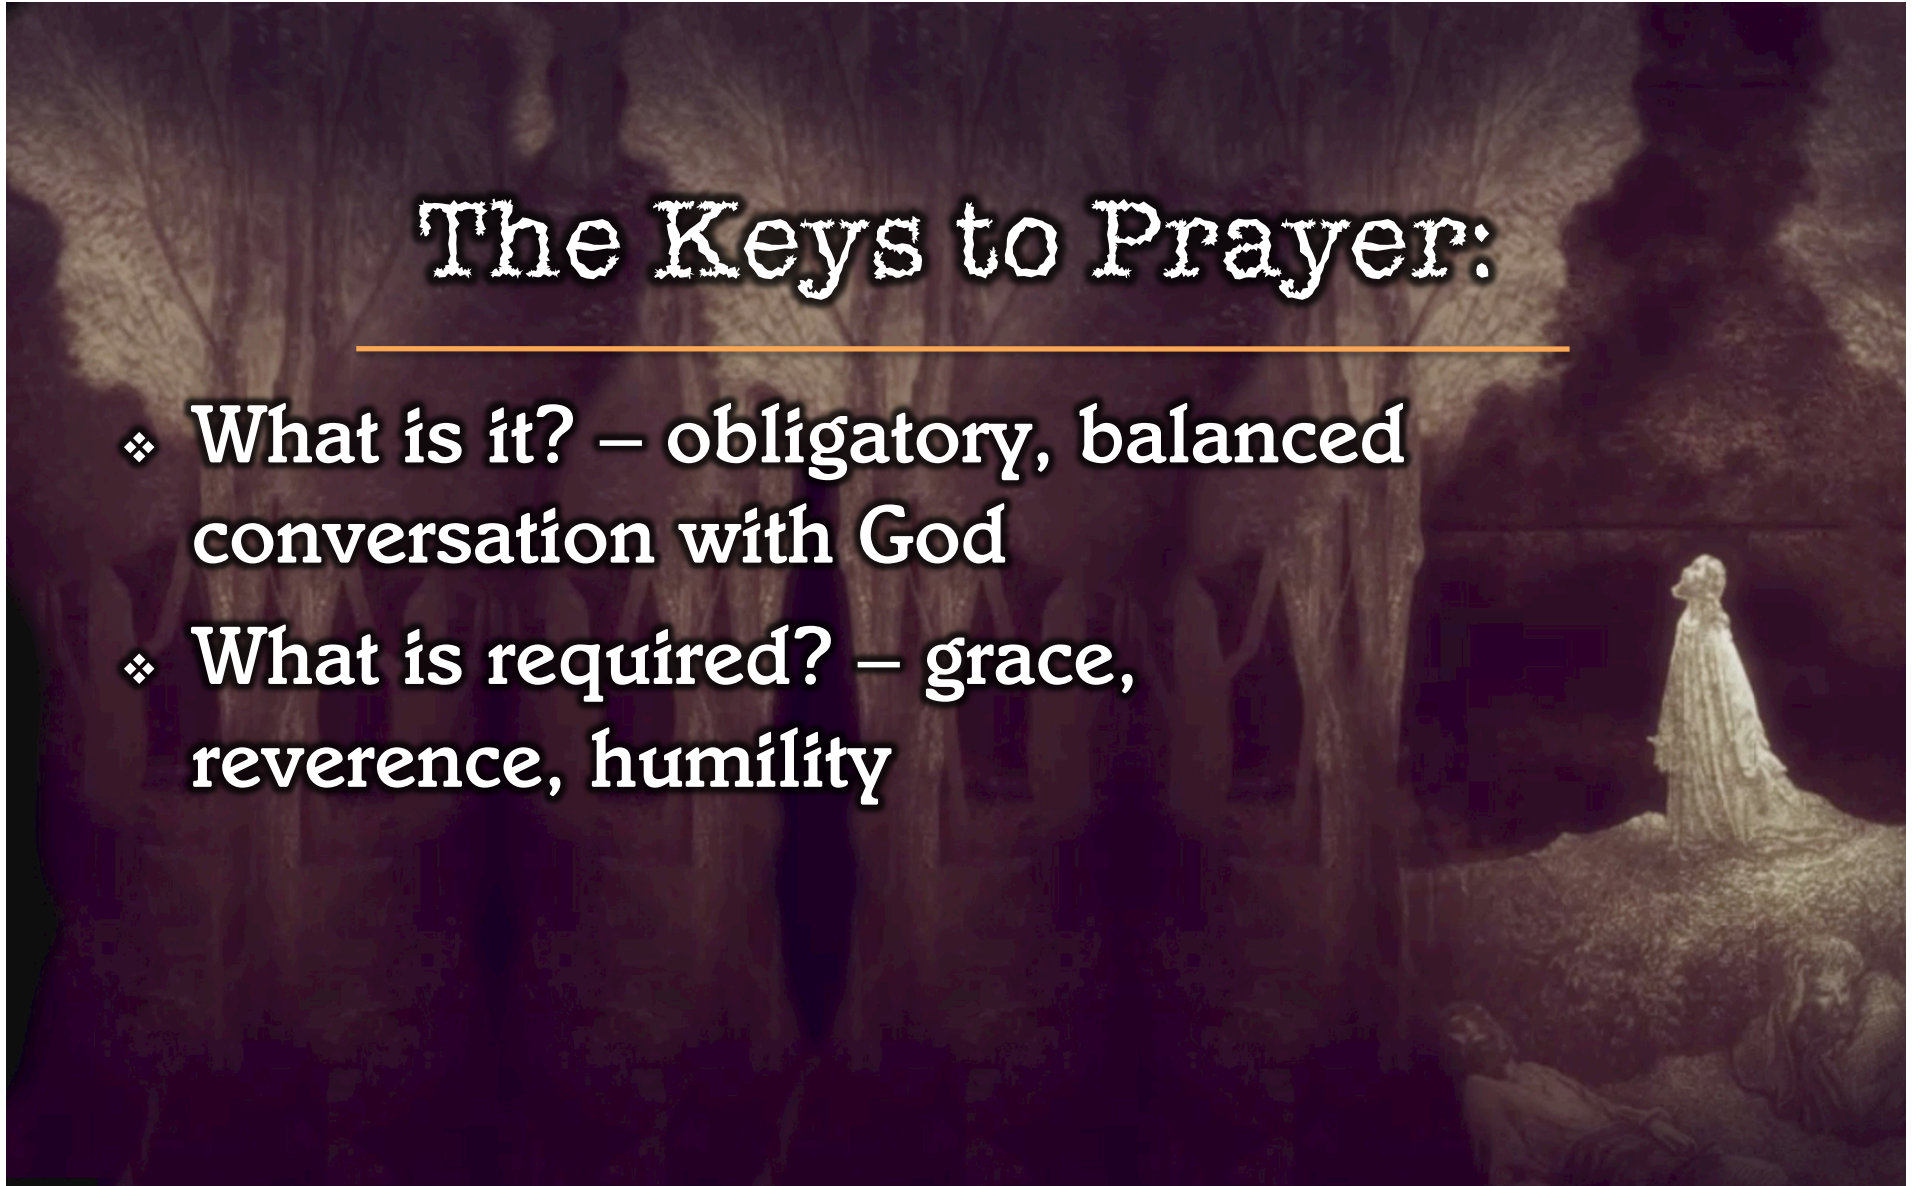 The Keys to Prayer:
❖ What is it? – obligatory, balanced
conversation with God
❖ What is required? – grace,
reverence, humility